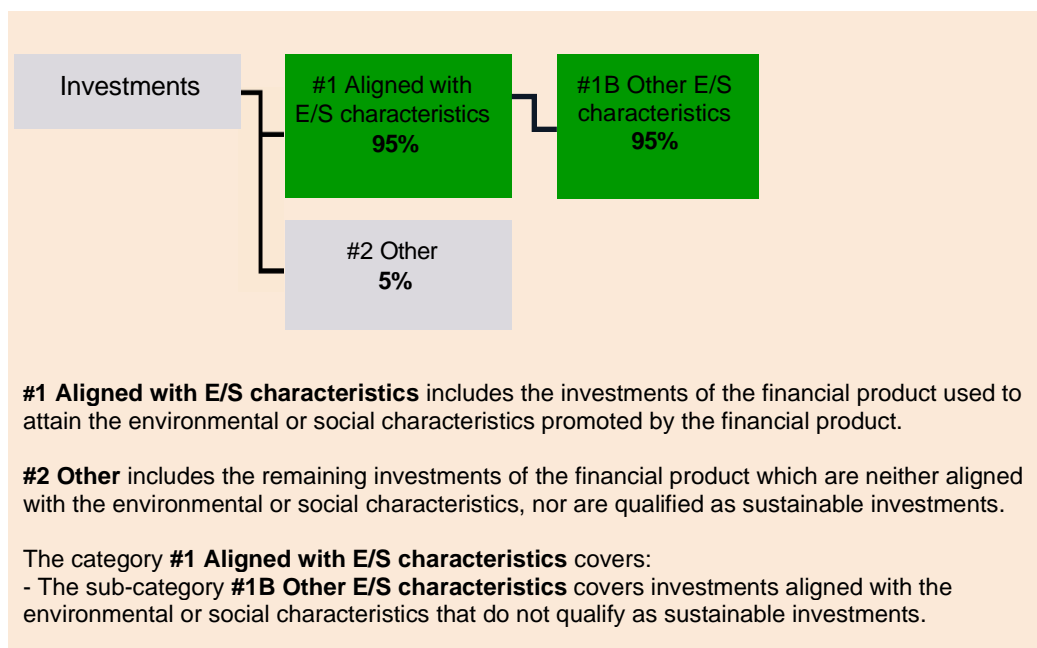 Investments
#1 Aligned with
E/S characteristics
95%
#1B Other E/S
characteristics
95%
#2 Other
5%
#1 Aligned with E/S characteristics includes the investments of the financial product used to
attain the environmental or social characteristics promoted by the financial product.
#2 Other includes the remaining investments of the financial product which are neither aligned
with the environmental or social characteristics, nor are qualified as sustainable investments.
The category #1 Aligned with E/S characteristics covers:
- The sub-category #1B Other E/S characteristics covers investments aligned with the
environmental or social characteristics that do not qualify as sustainable investments.